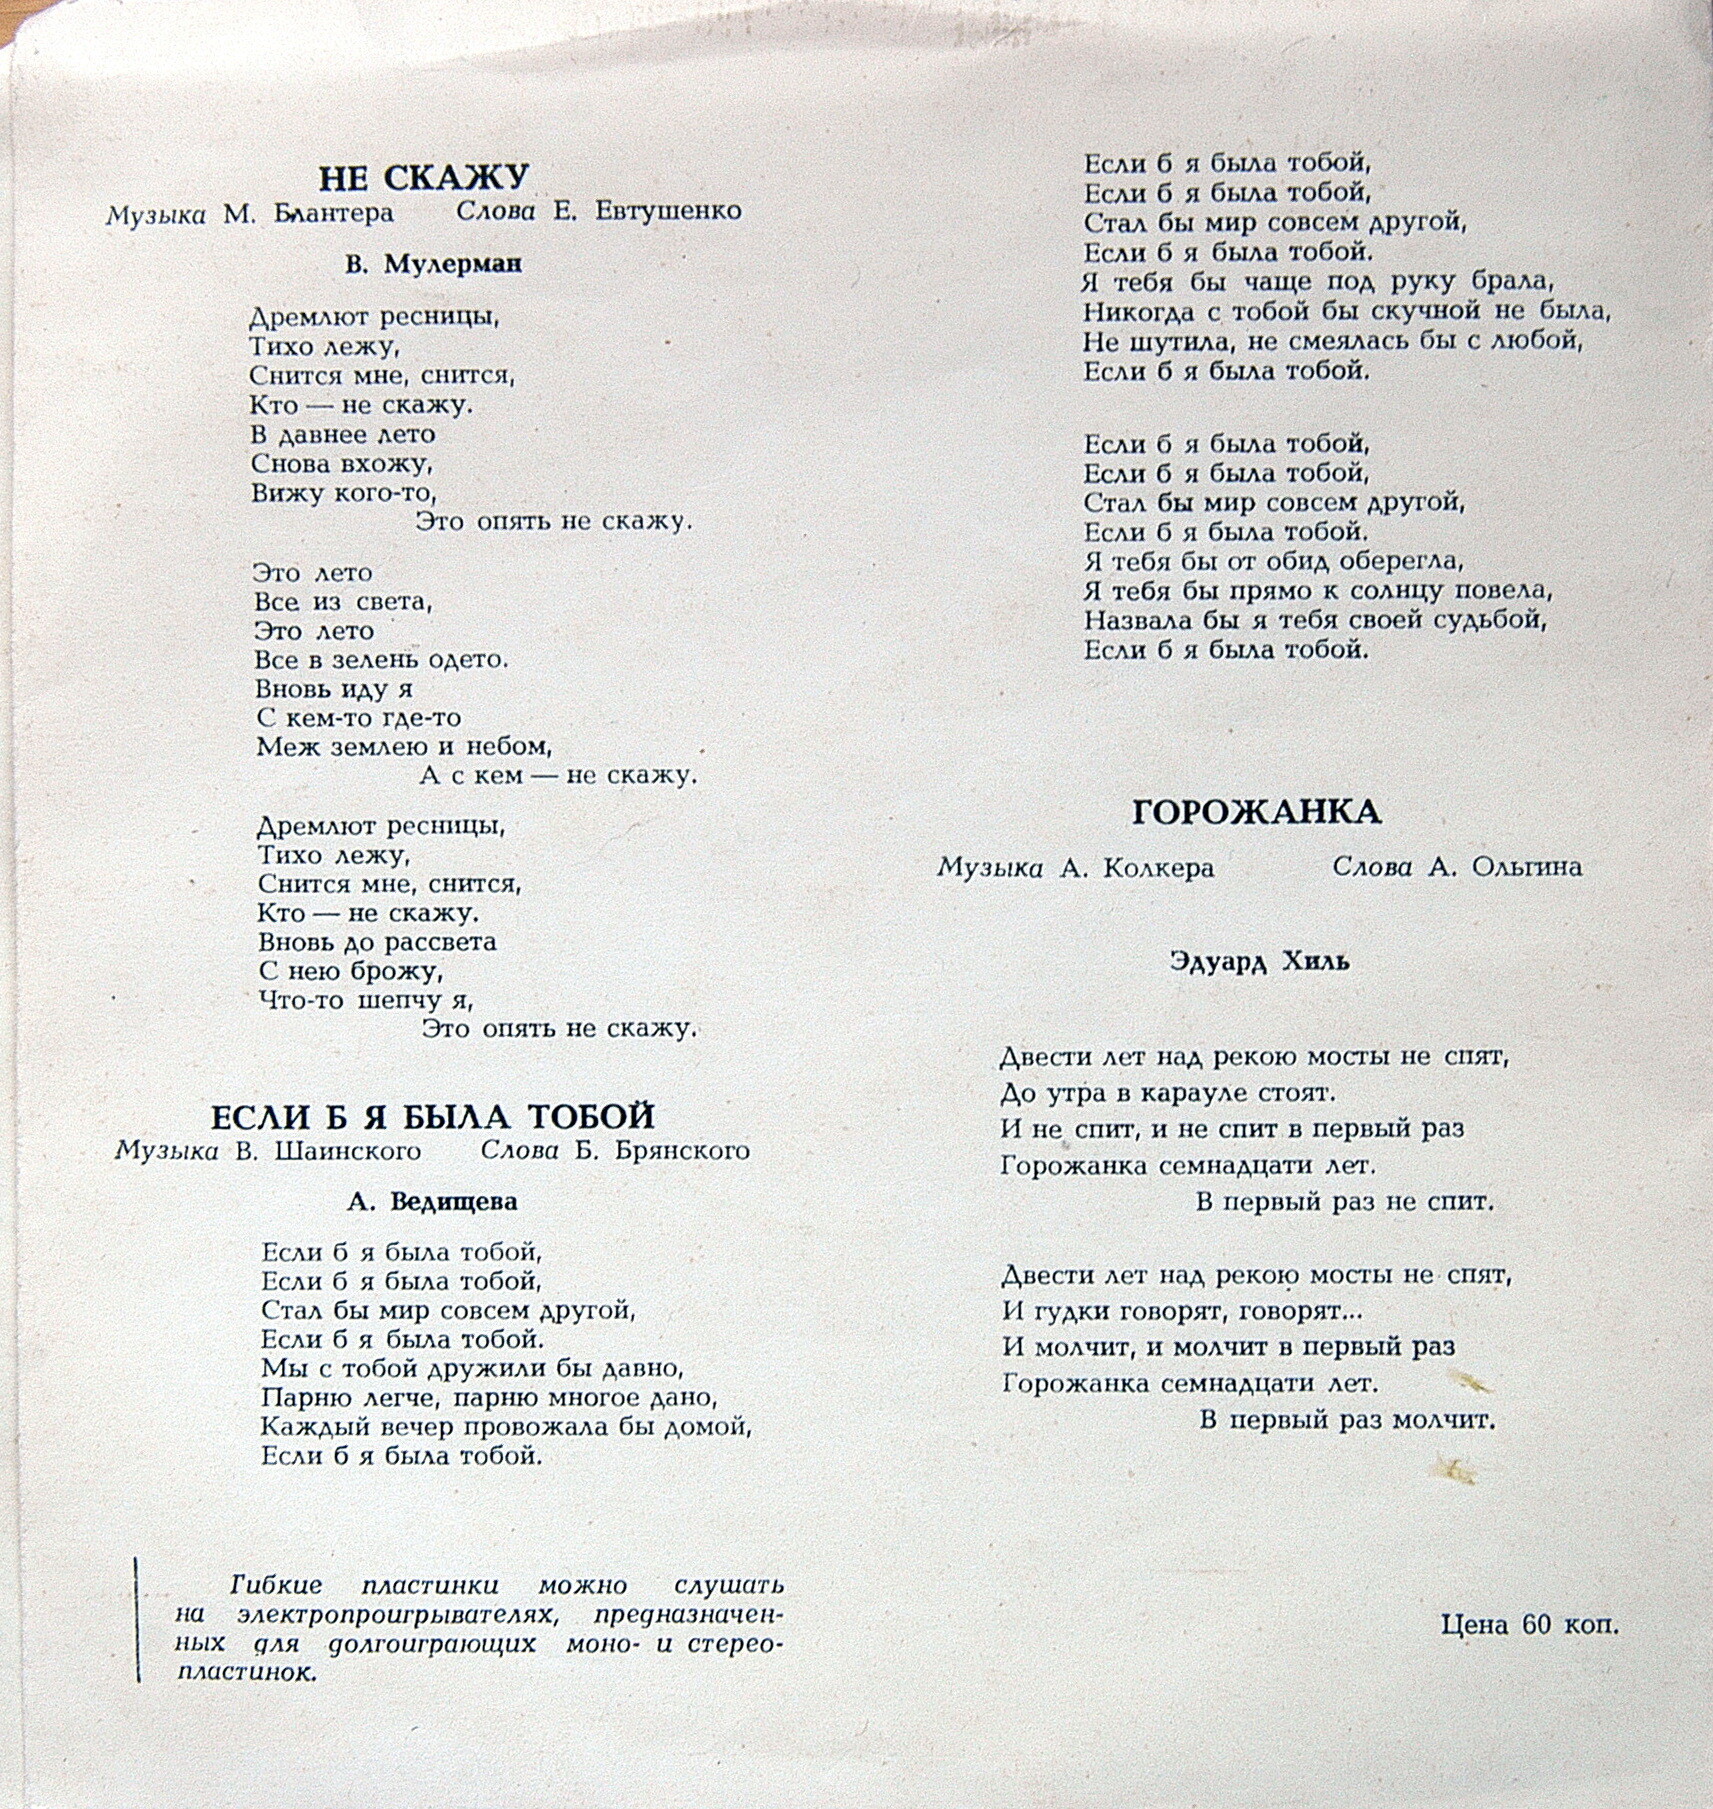 НЕ СКАЖУ
Музыка М. Блантера Слова Е. Евтушенко
В. Мулерман
Дремлют ресницы,
Тихо лежу,
Снится мне, снится,
Кто — не скажу.
В давнее лето
Снова вхожу,
Вижу кого-то,
Это опять не скажу.
Это лето
Все из света,
Это лето
Все в зелень одето.
Вновь иду я
С кем-то где-то
Меж землею и небом,
А с кем — не скажу.
Дремлют ресницы,
Тихо лежу,
Снится мне, снится,
Кто — не скажу.
Вновь до рассвета
С нею брожу,
Что-то шепчу я,
Это опять не скажу.
ЕСЛИ Б Я БЫЛА ТОБОЙ
Музыка В. Шаинского Слова Б. Брянского
А. Ведищева
Если б я была тобой,
Если б я была тобой,
Стал бы мир совсем другой,
Если б я была тобой.
Мы с тобой дружили бы давно,
Парню легче, парню многое дано,
Каждый вечер провожала бы домой,
Если б я была тобой.
Гибкие пластинки можно слушать
на электропроигрывателях, предназначен-
ных для долгоиграющих моно- и стерео-
пластинок.
Если б я была тобой,
Если б я была тобой,
Стал бы мир совсем другой,
Если б я была тобой.
Я тебя бы чаще под руку брала,
Никогда с тобой бы скучной не была,
Не шутила, не смеялась бы с любой,
Если б я была тобой.
Если б я была тобой,
Если б я была тобой,
Стал бы мир совсем другой,
Если б я была тобой.
Я тебя бы от обид оберегла,
Я тебя бы прямо к солнцу повела,
Назвала бы я тебя своей судьбой,
Если б я была тобой.
ГОРОЖАНКА
Музыка А. Колкера Слова А. Ольгина
Эдуард Хиль
Двести лет над рекою мосты не спят,
До утра в карауле стоят.
И не спит, и не спит в первый раз
Горожанка семнадцати лет.
В первый раз не спит.
Двести лет над рекою мосты не спят,
И гудки говорят, говорят...
И молчит, и молчит в первый раз
Горожанка семнадцати лет.
В первый раз молчит.
Цена 60 коп.